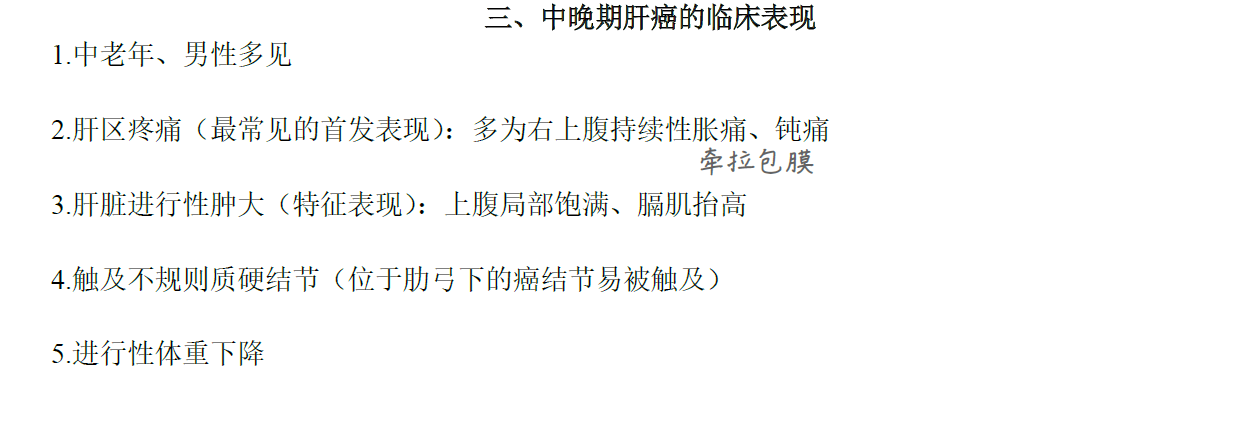 三、中晚期肝癌的临床表现
1.中老年、男性多见
2.肝区疼痛（最常见的首发表现）：多为右上腹持续性胀痛、钝痛
牵拉包膜
3.肝脏进行性肿大（特征表现）：上腹局部饱满、膈肌抬高
4.触及不规则质硬结节（位于肋弓下的癌结节易被触及）
5.进行性体重下降